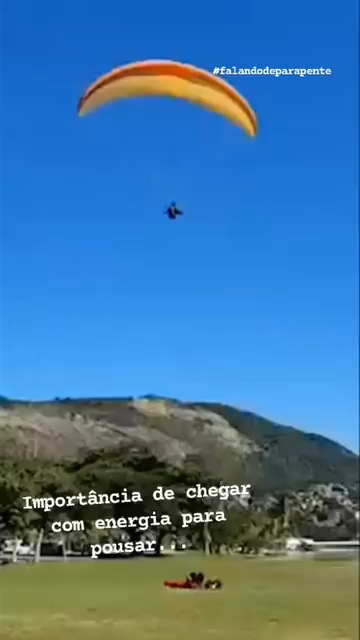 #falandodeparapente
Importância de chegar
com energia para
pousar...